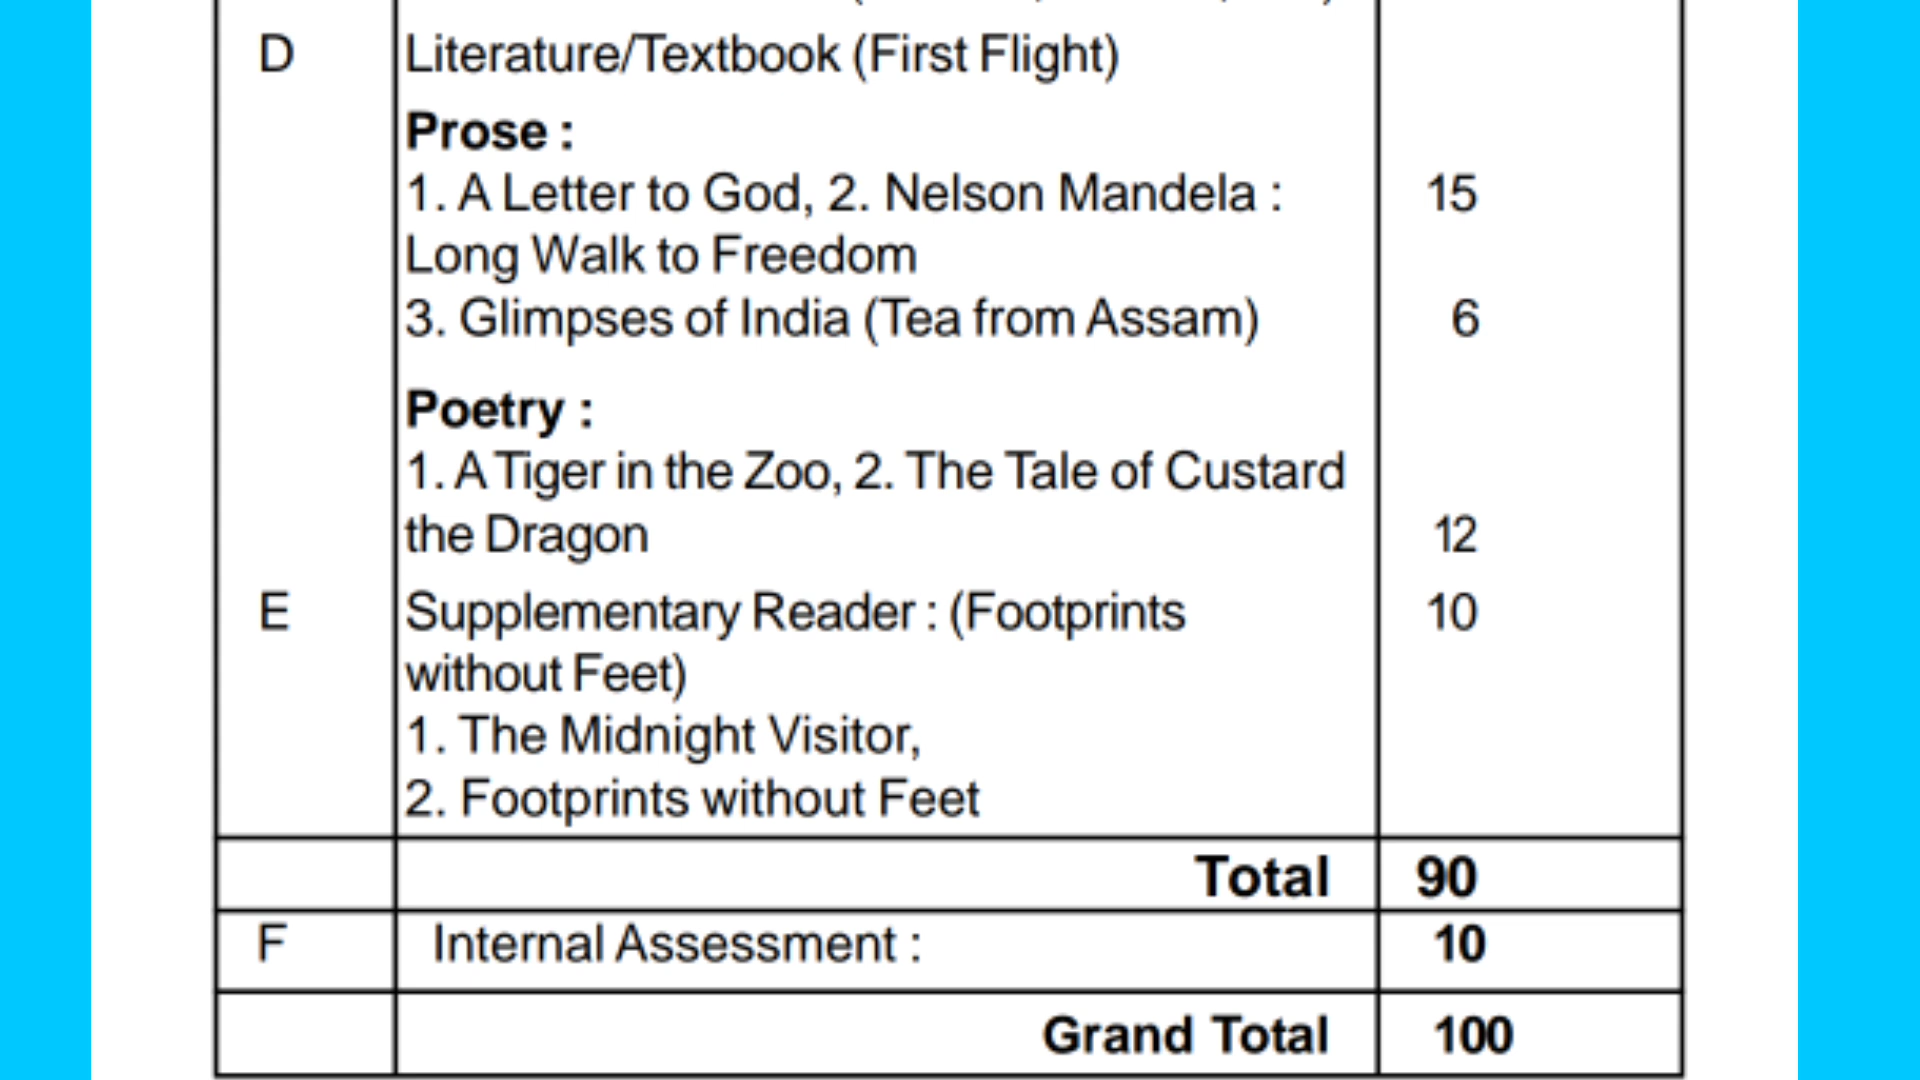 D Literature/Textbook (First Flight)
Prose :
1. A Letter to God, 2. Nelson Mandela : 15
Long Walk to Freedom
3. Glimpses of India (Tea from Assam) 6
Poetry :
1. A Tiger in the Zoo, 2. The Tale of Custard
the Dragon 12
E Supplementary Reader : (Footprints 10
without Feet)
1. The Midnight Visitor,
2. Footprints without Feet
Total 90
F Internal Assessment : 10
Grand Total 100